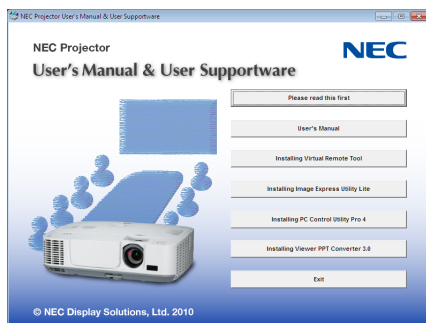 NEC Projector User's Manual & User Supportware
NEC Projector
NEC
User's Manual & User Supportware
Please read this first
User's Manual
Installing Virtual Remote Tool
Installing Image Express Utility Lite
Installing PC Control Utility Pro 4
Installing Viewer PPT Converter 3.0
Exit
© NEC Display Solutions, Ltd. 2010